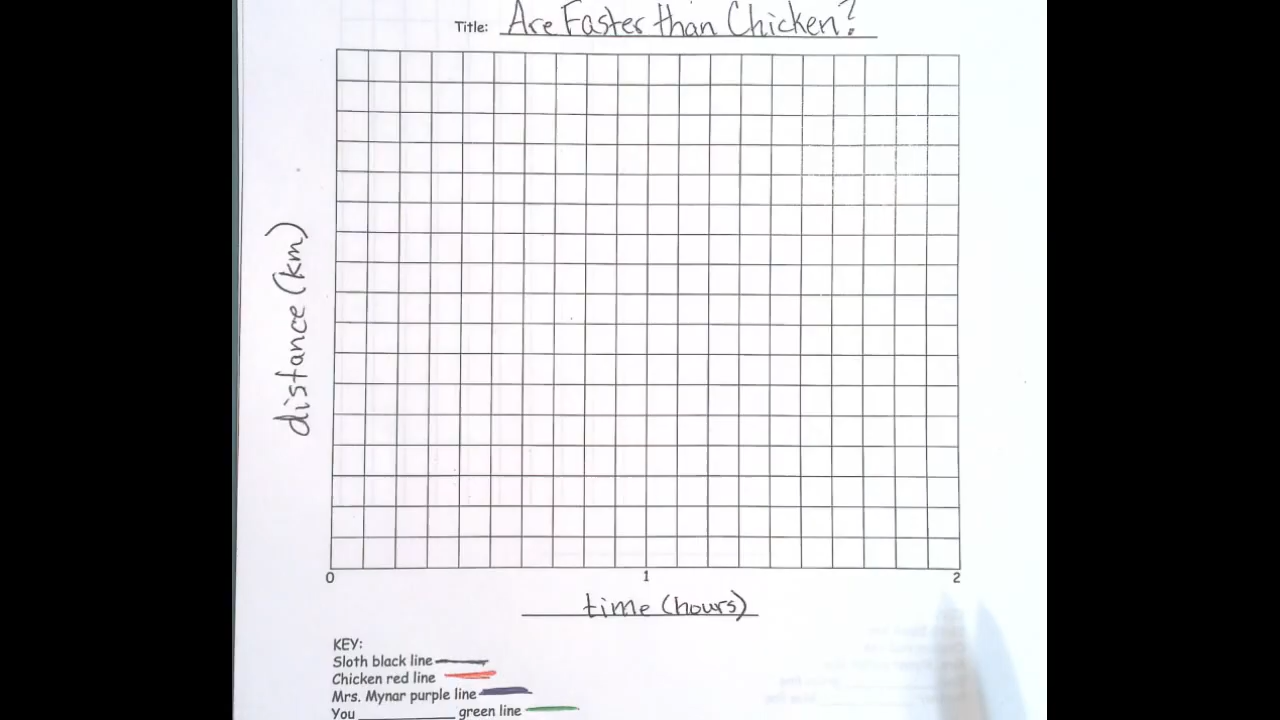 Title: Are Faster than Chicken?
distance (km)
0 1 2
time (hours)
KEY:
Sloth black line
Chicken red line
Mrs. Mynar purple line
You __________ green line